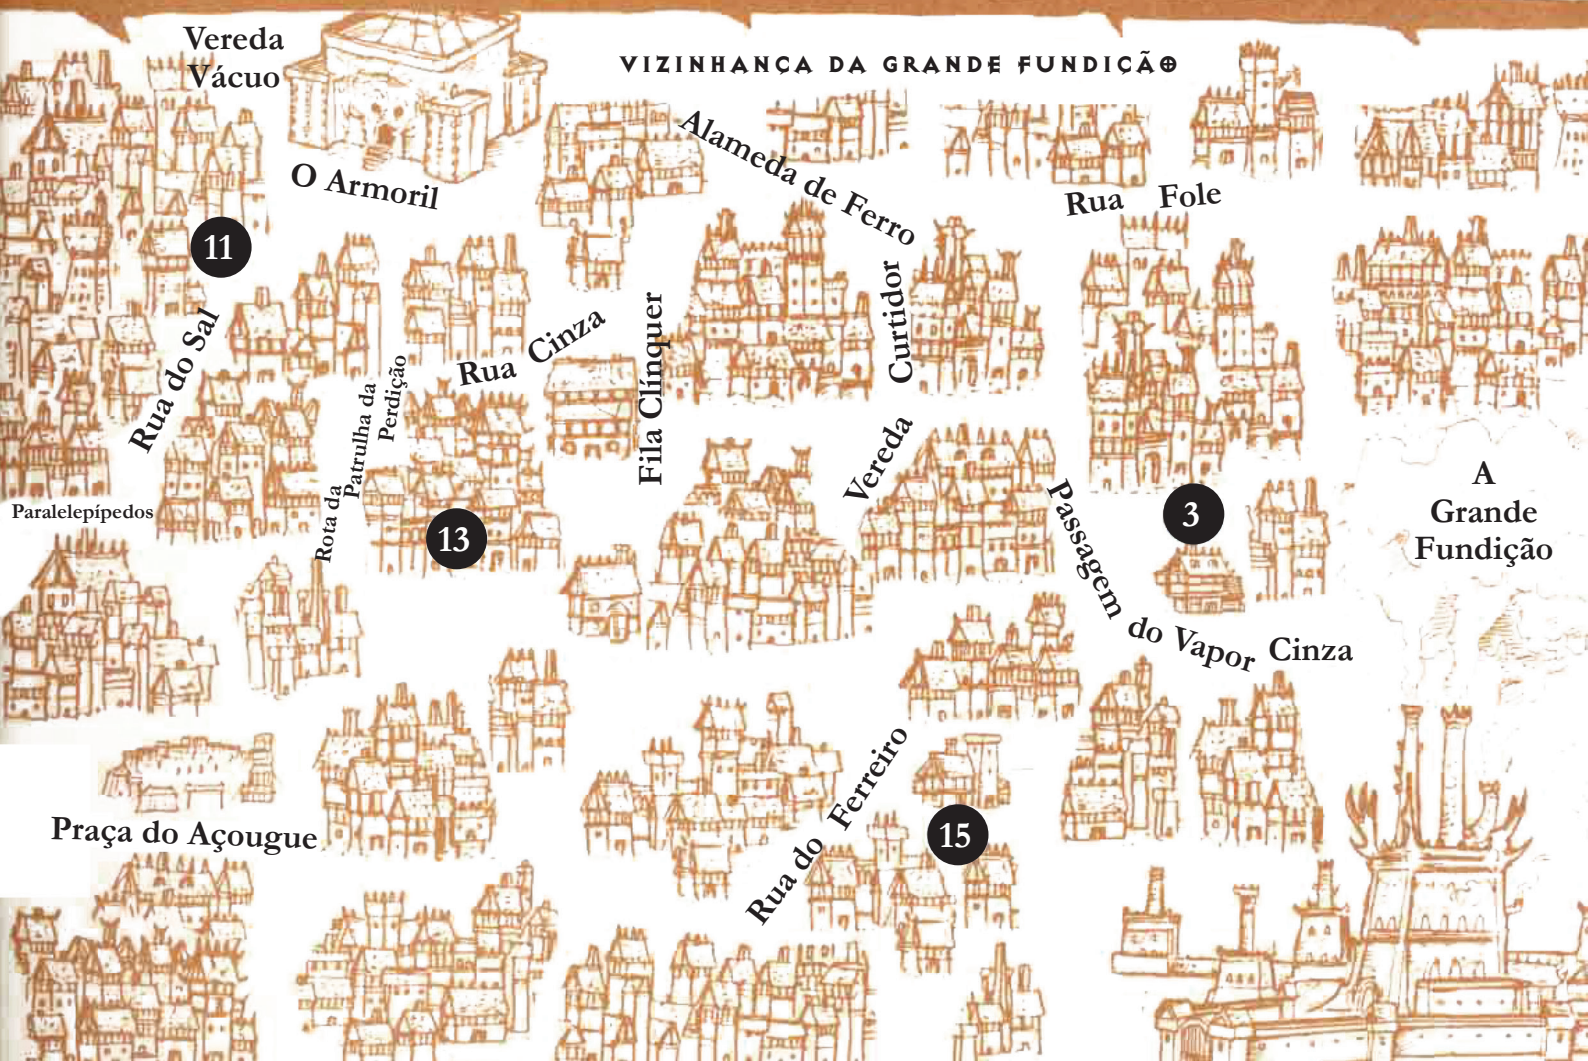 VIZINHANÇA DA GRANDE FUNDIÇÃO
Vereda
Vácuo
O Armoril
Alameda de Ferro
Rua Fole
11
Rua do Sal
Rua Cinza
Fila Clínquer
Curtidor
Vereda
Rota da
Patrulha da
Perdição
Paralelepípedos
13
Passagem do Vapor Cinza
3
A
Grande
Fundição
Praça do Açougue
Rua do Ferreiro
15